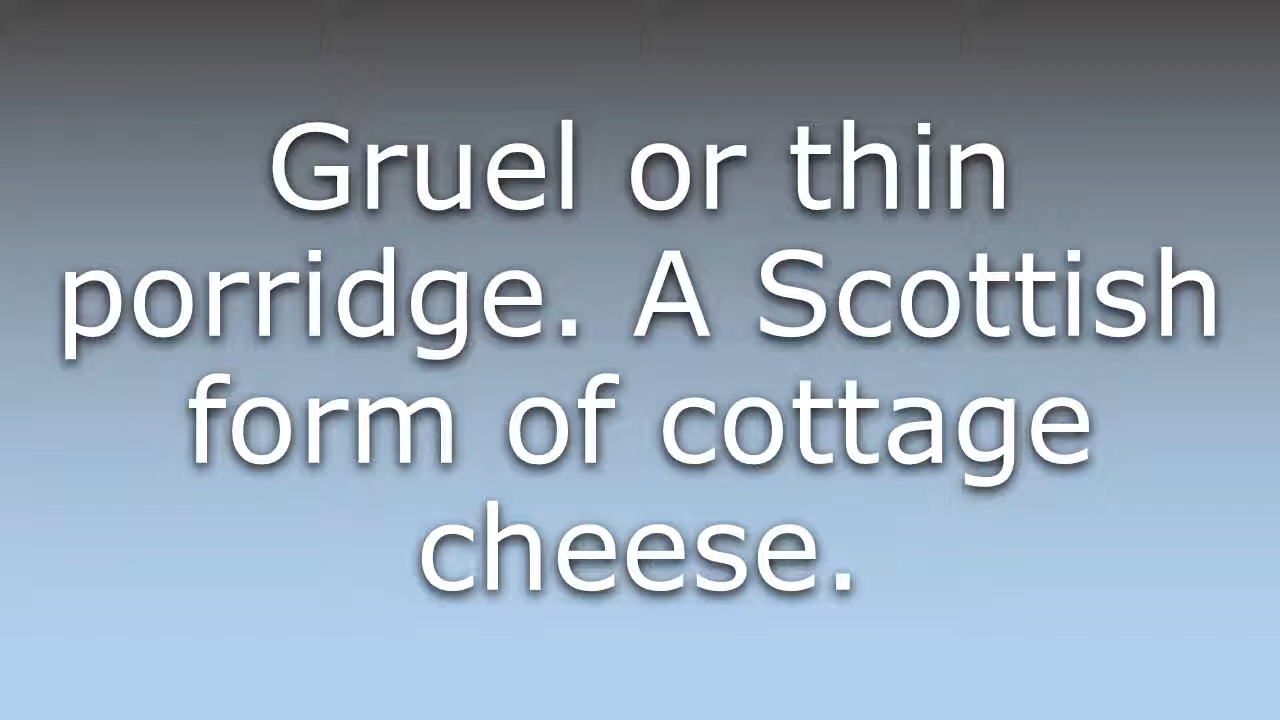 Gruel or thin
porridge. A Scottish
form of cottage
cheese.